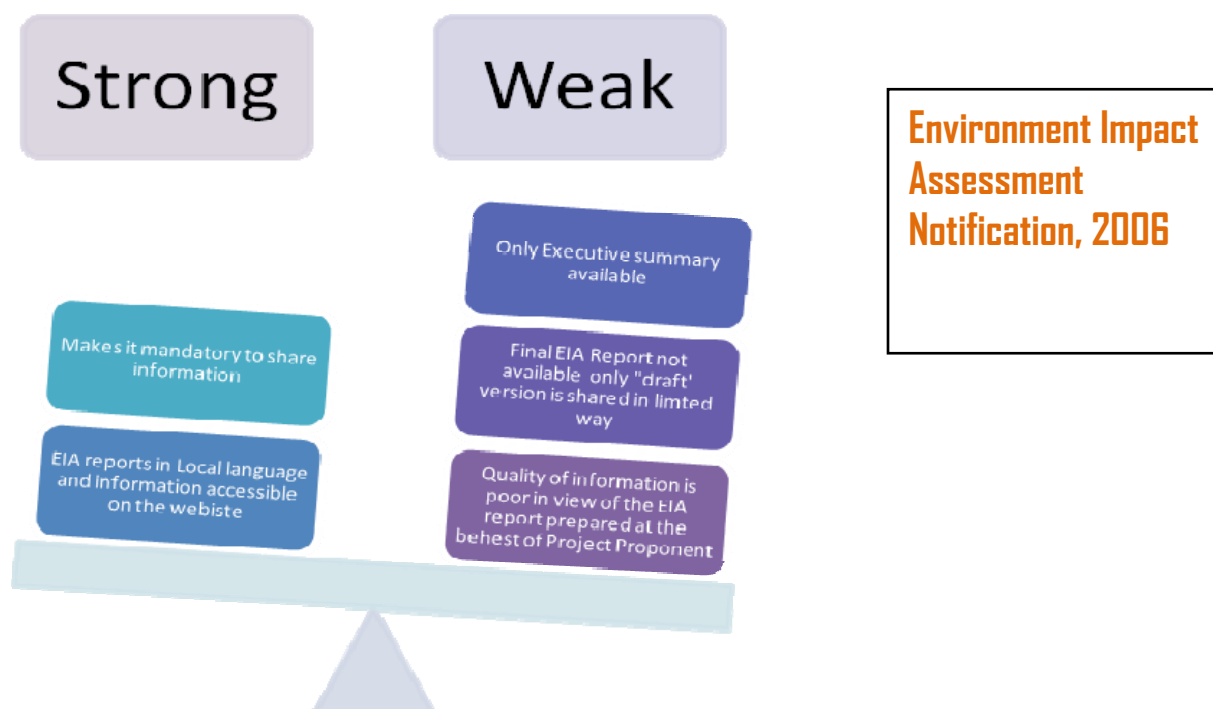 Strong
Weak
Environment Impact
Assessment
Notification, 2006
Makes it mandatory to share
information
EIA reports in Local language
and Information accessible
on the webiste
Only Executive summary
available
Final EIA Report not
available only "draft'
version is shared in limted
way
Quality of information is
poor in view of the EIA
report prepared at the
behest of Project Proponent